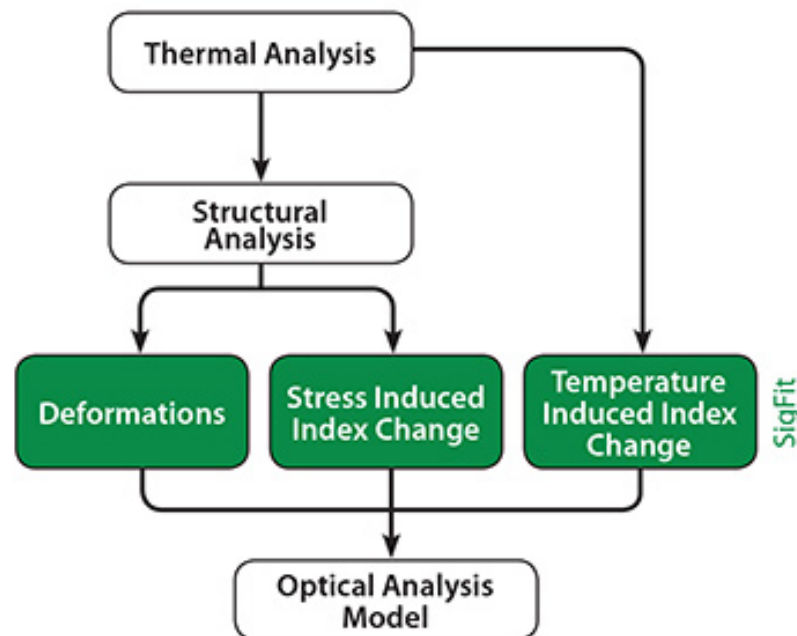 Thermal Analysis
Structural
Analysis
Deformations
Stress Induced
Index Change
Temperature
Induced Index
Change
SigFit
Optical Analysis
Model